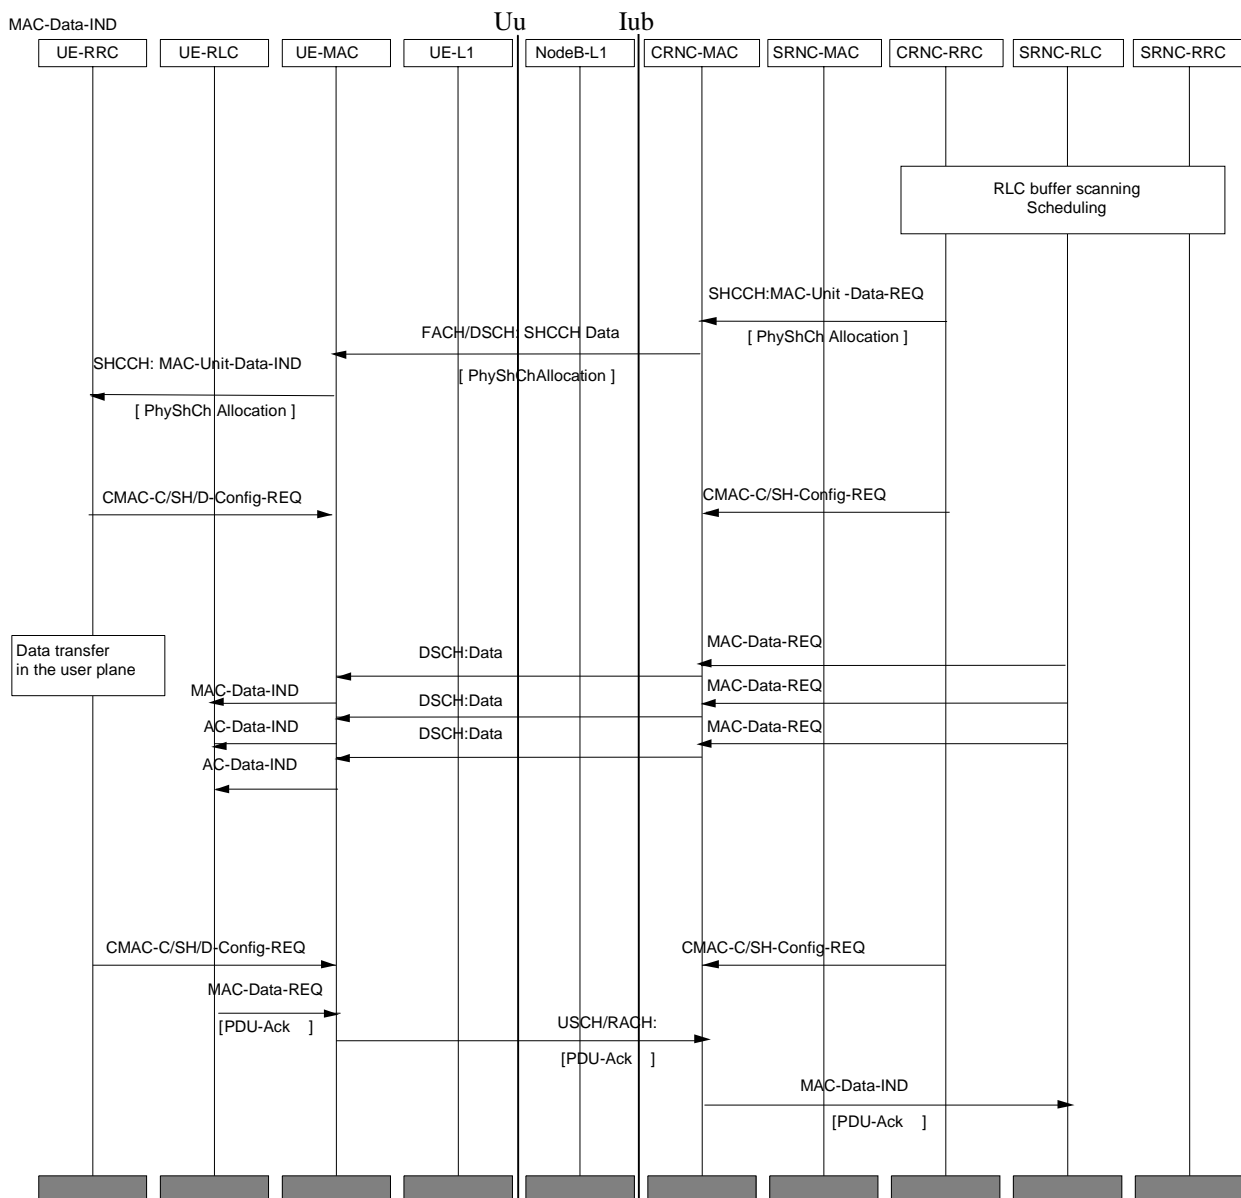 Uu Iub
MAC-Data-IND
UE-RRC UE-RLC UE-MAC UE-L1 NodeB-L1 CRNC-MAC SRNC-MAC CRNC-RRC SRNC-RLC SRNC-RRC
RLC buffer scanning
Scheduling
SHCCH:MAC-Unit -Data-REQ
FACH/DSCH: SHCCH Data
[ PhyShCh Allocation ]
SHCCH: MAC-Unit-Data-IND
[ PhyShChAllocation ]
[ PhyShCh Allocation ]
CMAC-C/SH/D-Config-REQ CMAC-C/SH-Config-REQ
Data transfer
in the user plane
MAC-Data-REQ
DSCH:Data
MAC-Data-IND
MAC-Data-REQ
DSCH:Data
AC-Data-IND
MAC-Data-REQ
DSCH:Data
AC-Data-IND
CMAC-C/SH/D-Config-REQ CMAC-C/SH-Config-REQ
MAC-Data-REQ
[PDU-Ack ]
USCH/RACH:
[PDU-Ack ]
MAC-Data-IND
[PDU-Ack ]